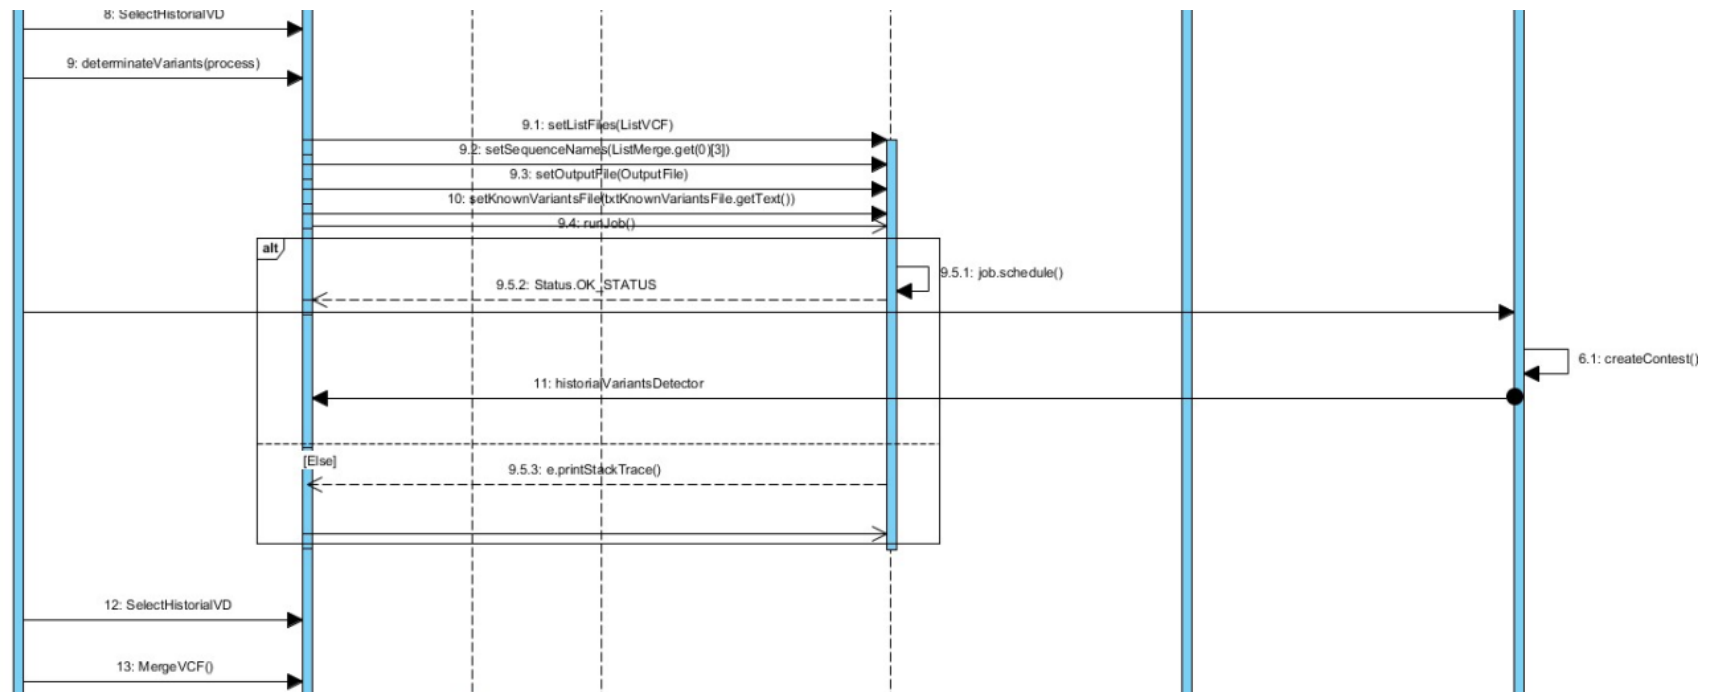 8: SelectHistorialVD
9: determinateVariants(process)
9.1: setListFiles(ListVCF)
9.2: setSequenceNames(ListMerge.get(0)[3])
9.3: setOutputFile(OutputFile)
10: setKnownVariantsFile(txtKnownVariantsFile.getText())
9.4: runJob()
alt
9.5.1: job.schedule()
9.5.2: Status.OK_STATUS
6.1: createContest()
11: historialVariantsDetector
[Else]
9.5.3: e.printStackTrace()
12: SelectHistorialVD
13: MergeVCF()